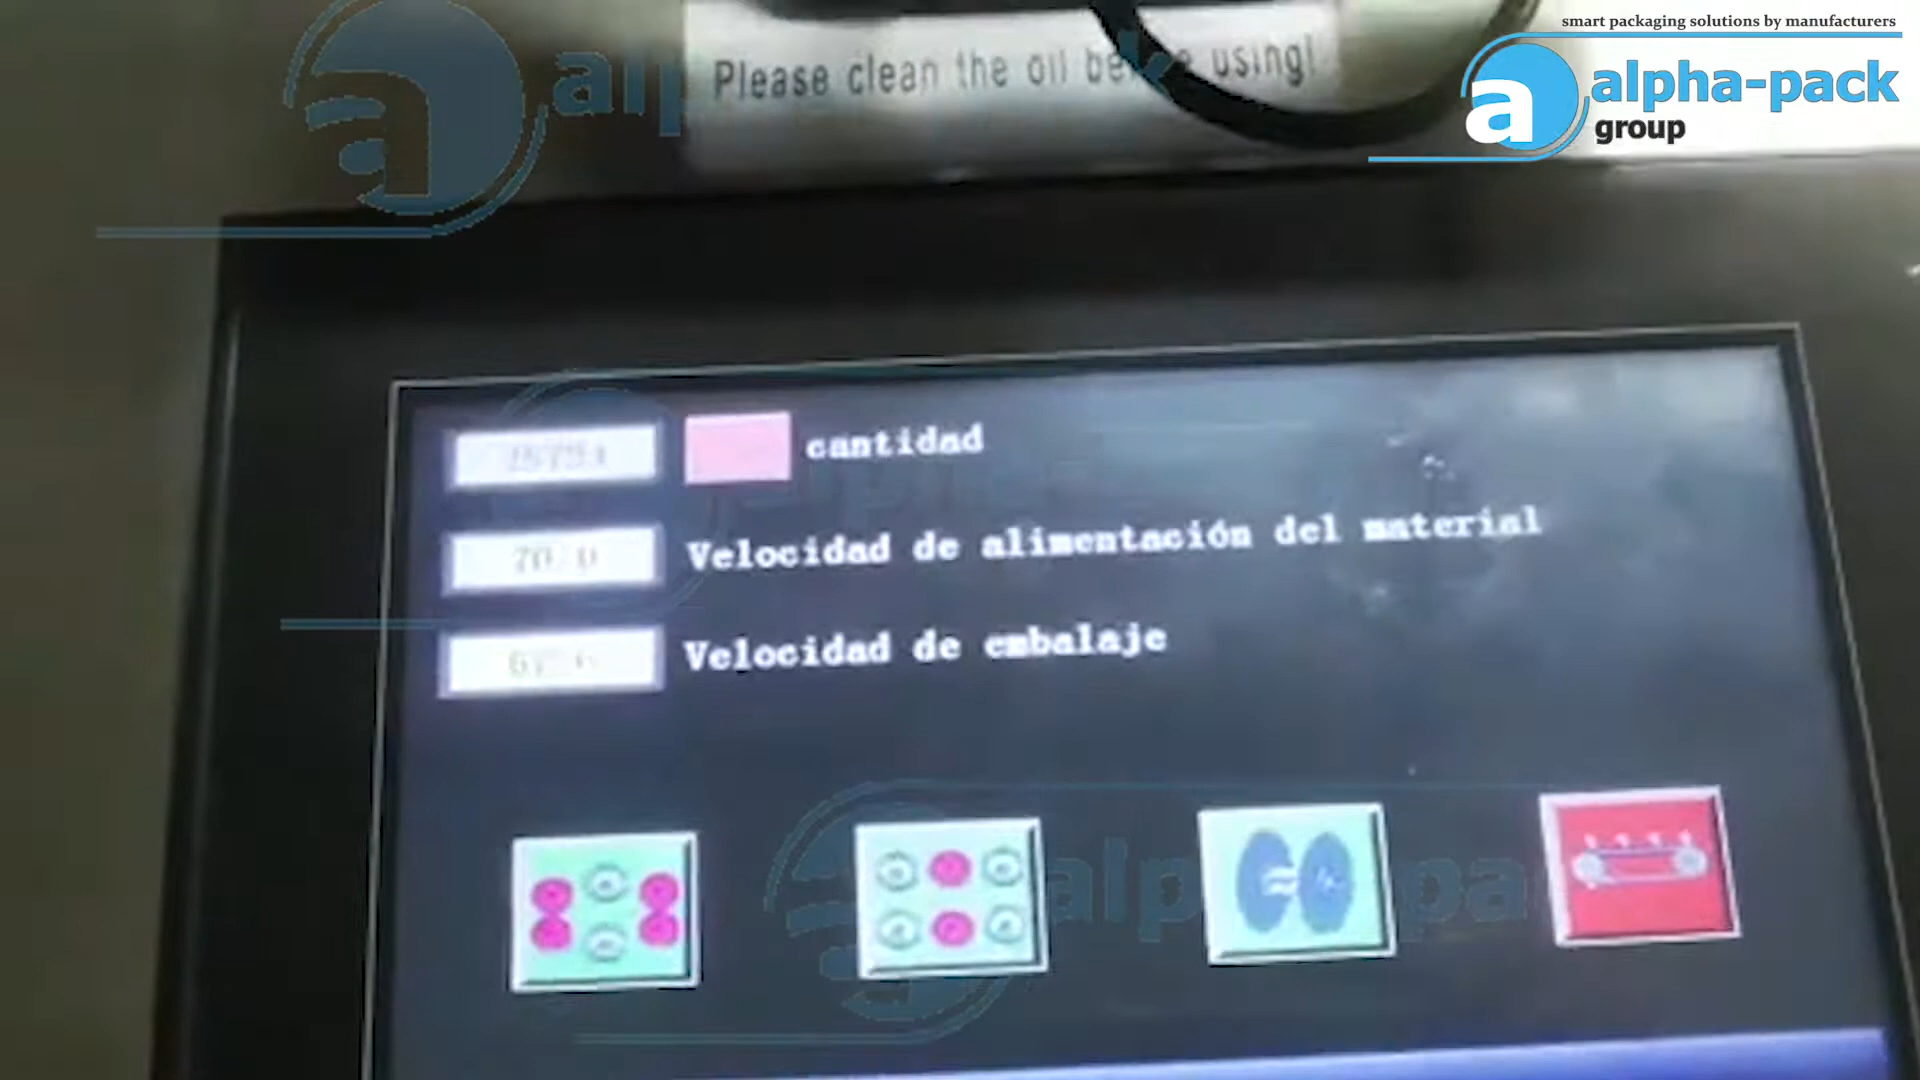 smart packaging solutions by manufacturers
alpha-pack
group
Please clean the oil before using!
cantidad
Velocidad de alimentación del material
Velocidad de embalaje